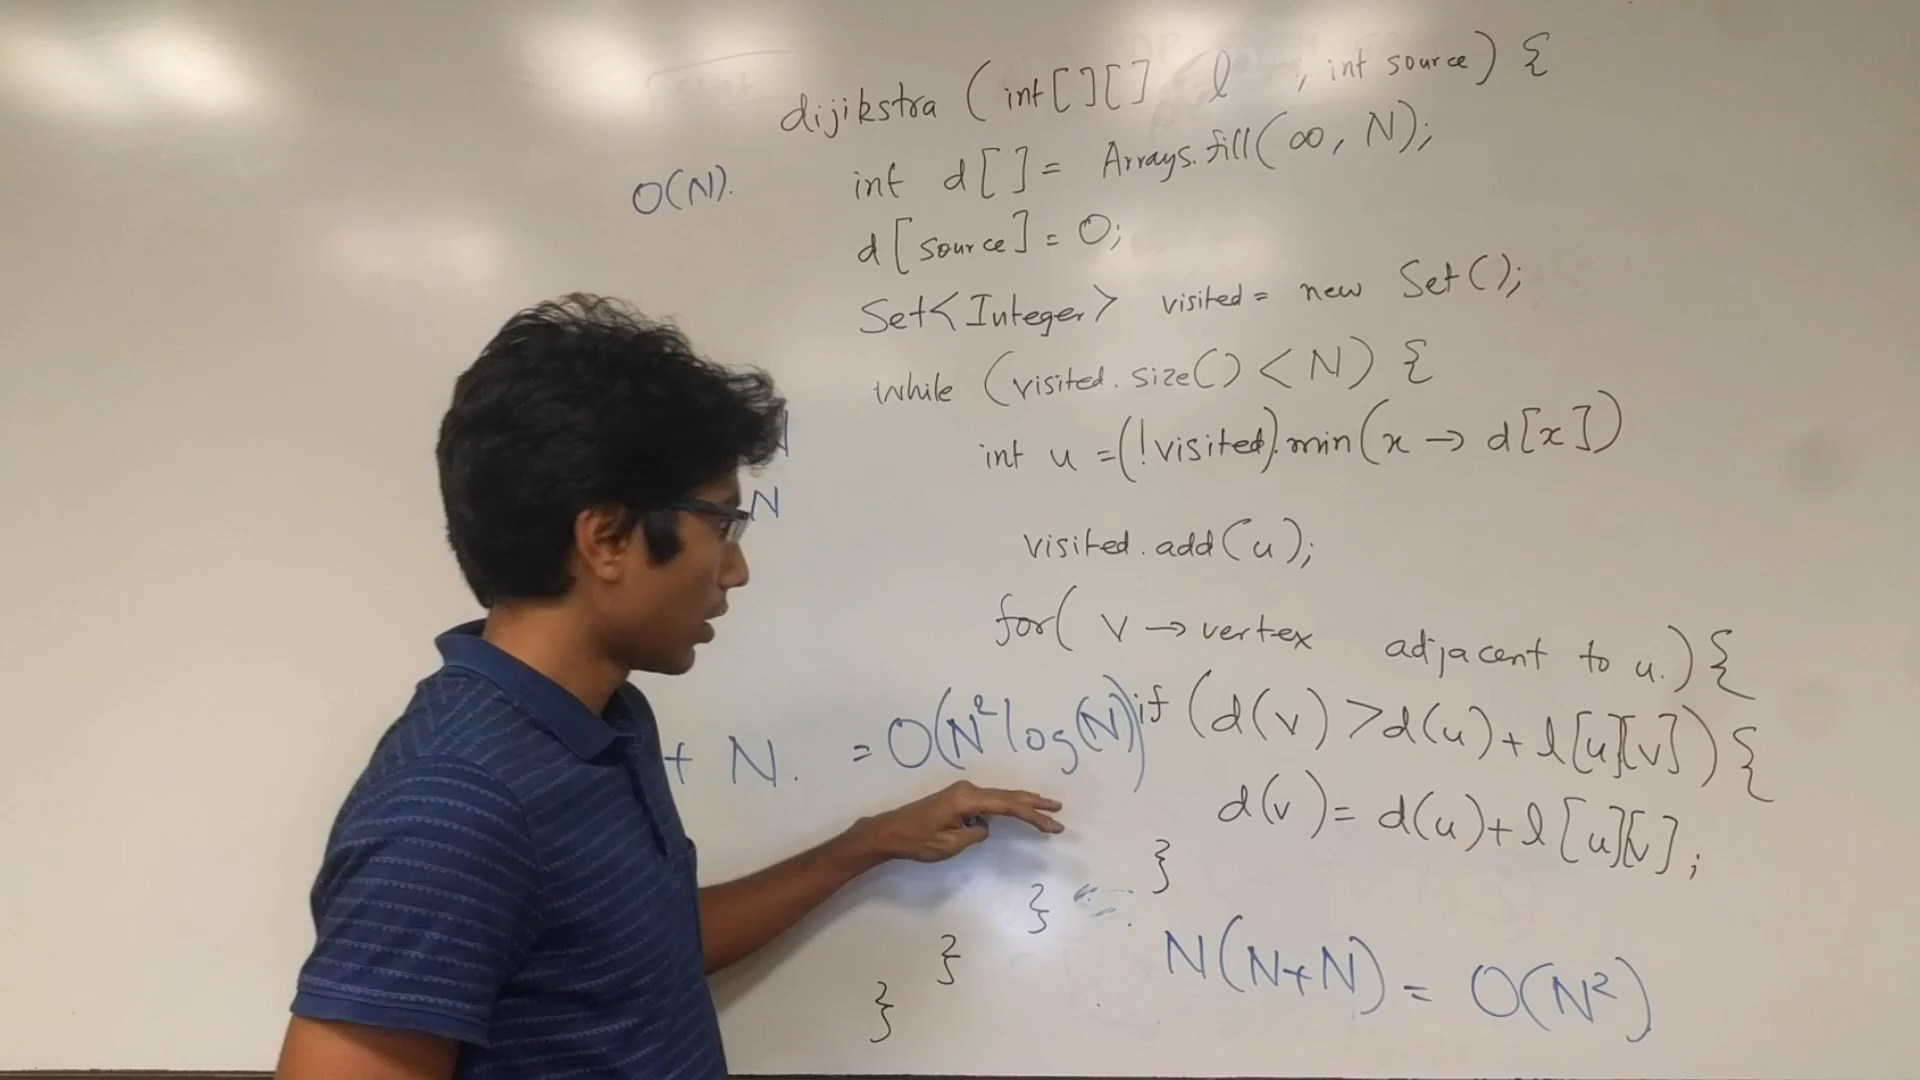 dijikstra (int[][] l , int source) {
O(N).
int d[] = Arrays.fill(∞, N);
d[source] = 0;
Set<Integer> visited = new Set();
while (visited.size() < N) {
int u = (!visited).min(x → d[x])
N
visited.add(u);
for( v → vertex adjacent to u.) {
+ N. = O(N² log(N))
if (d(v) > d(u) + l[u][v]) {
d(v) = d(u) + l[u][v];
}
}
}
}
N(N+N) = O(N²)